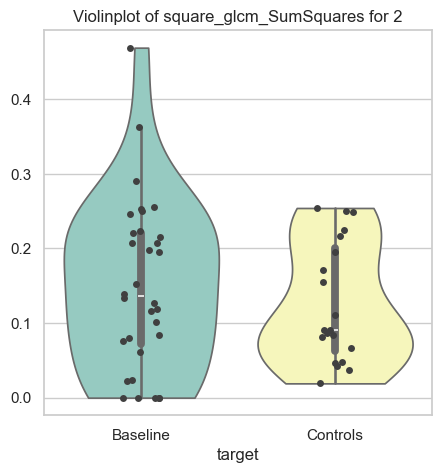 Violinplot of square_glcm_SumSquares for 2
0.4
0.3
0.2
0.1
0.0
Baseline
Controls
target